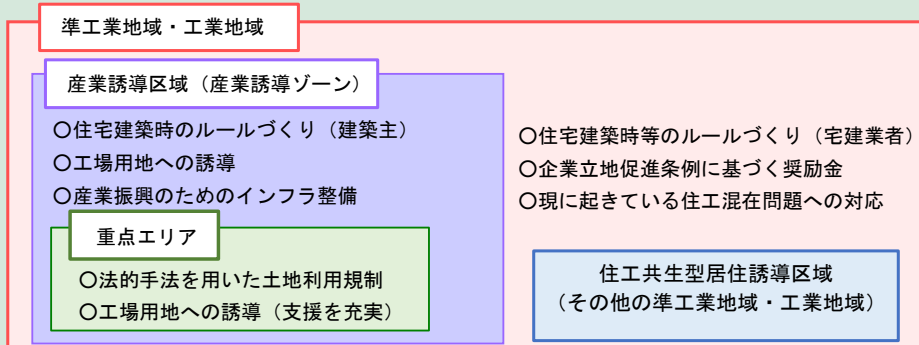 準工業地域・工業地域
産業誘導区域（産業誘導ゾーン）
〇住宅建築時のルールづくり（建築主）
〇工場用地への誘導
〇産業振興のためのインフラ整備
重点エリア
〇法的手法を用いた土地利用規制
〇工場用地への誘導（支援を充実）
〇住宅建築時等のルールづくり（宅建業者）
〇企業立地促進条例に基づく奨励金
〇現に起きている住工混在問題への対応
住工共生型居住誘導区域
（その他の準工業地域・工業地域）